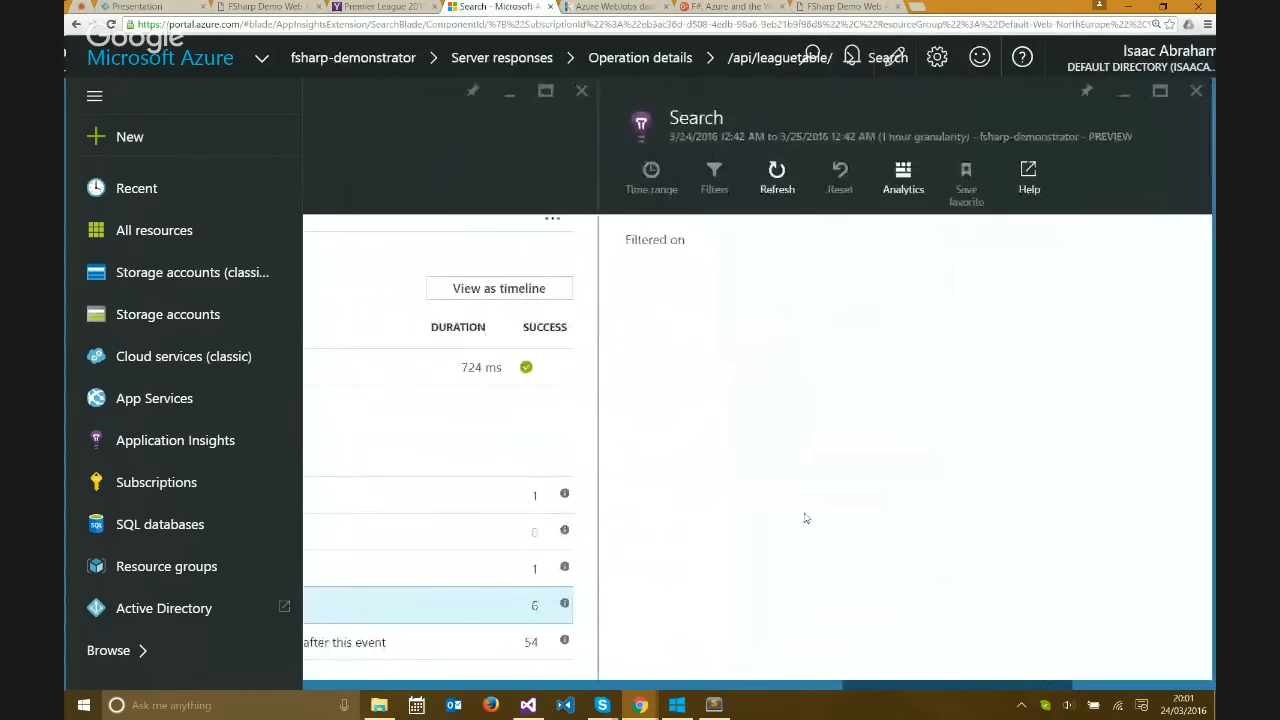 Presentation
FSharp Demo Web A
Premier League 201
Search - Microsoft A
Azure WebJobs das
F#, Azure and the W
FSharp Demo Web A
Google
Microsoft Azure
fsharp-demonstrator
Server responses
Operation details
/api/leaguetable/
Search
Isaac Abraham
DEFAULT DIRECTORY (ISAACA...
New
Recent
All resources
Storage accounts (classi...
Storage accounts
Cloud services (classic)
App Services
Application Insights
Subscriptions
SQL databases
Resource groups
Active Directory
Browse
View as timeline
DURATION SUCCESS
724 ms
1
0
1
6
after this event 54
Search
3/24/2016 12:42 AM to 3/25/2016 12:42 AM (1 hour granularity) - fsharp-demonstrator - PREVIEW
Time range
Filters
Refresh
Reset
Analytics
Save favorito
Help
Filtered on
Ask me anything
20:01
24/03/2016